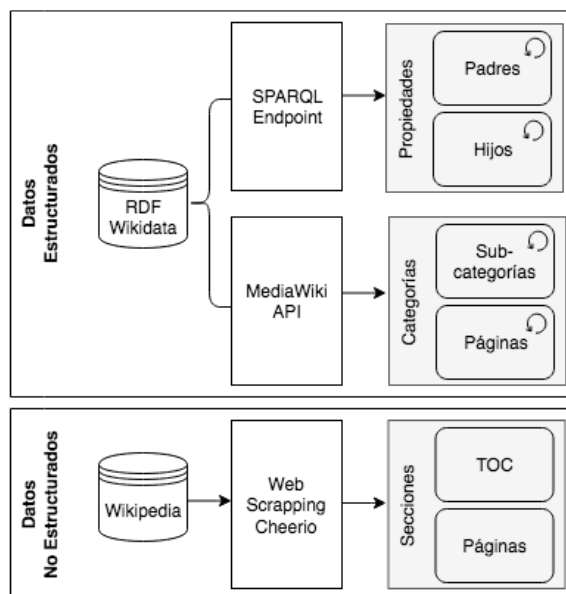 Datos
Estructurados
RDF
Wikidata
SPARQL
Endpoint
Propiedades
Padres
Hijos
MediaWiki
API
Categorías
Sub-
categorías
Páginas
Datos
No Estructurados
Wikipedia
Web
Scrapping
Cheerio
Secciones
TOC
Páginas